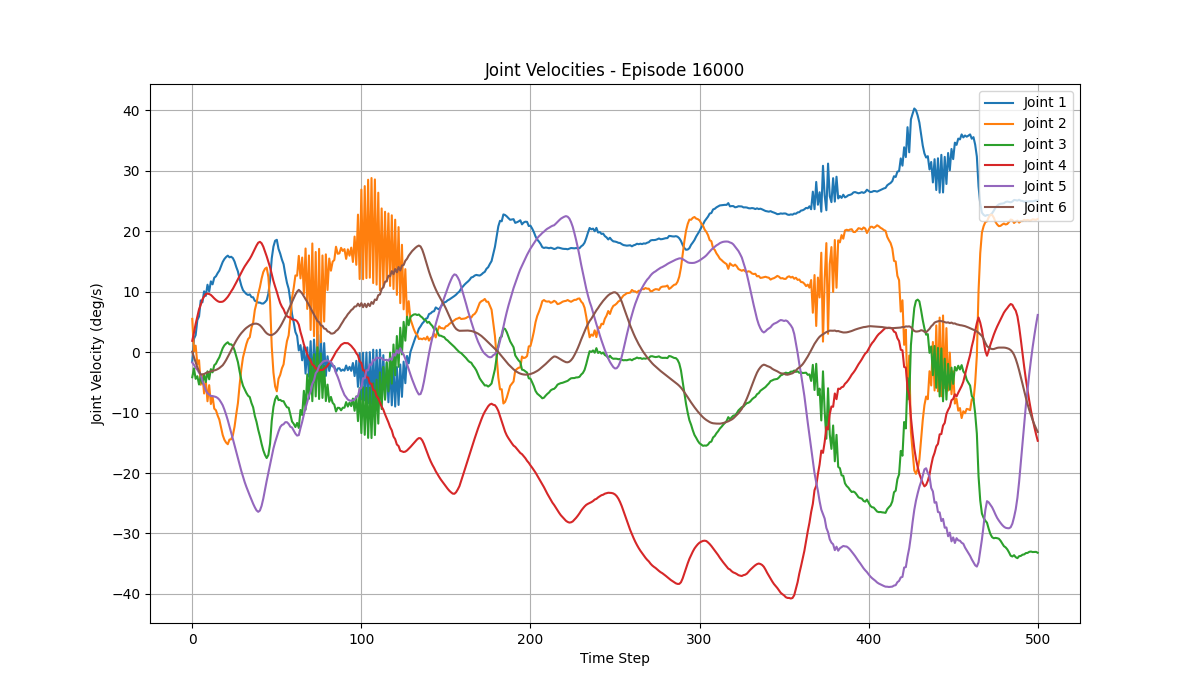 Joint Velocities - Episode 16000
Joint Velocity (deg/s)
40
30
20
10
0
−10
−20
−30
−40
Joint 1
Joint 2
Joint 3
Joint 4
Joint 5
Joint 6
0 100 200 300 400 500
Time Step